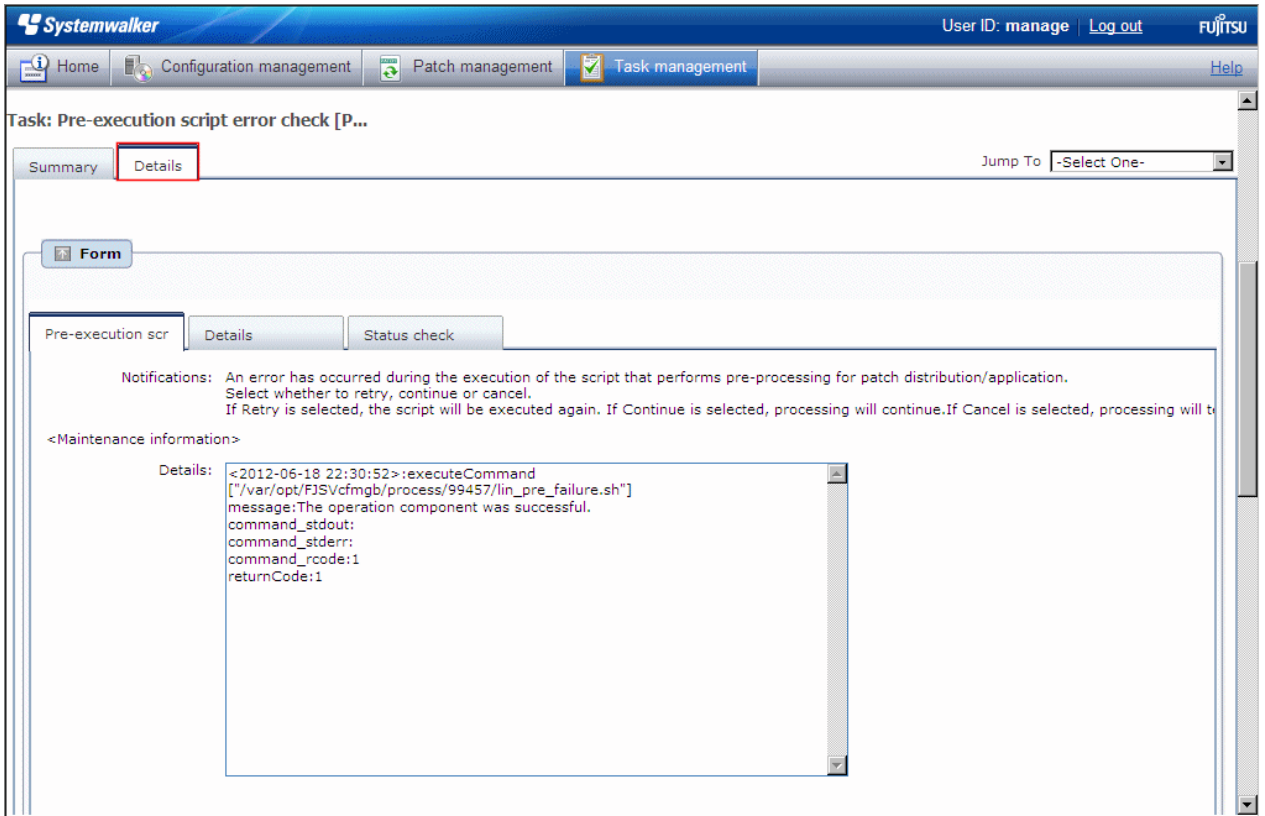 Systemwalker
User ID: manage Log out FUJITSU
Home Configuration management Patch management Task management Help
Task: Pre-execution script error check [P...
Summary Details Jump To -Select One-
Form
Pre-execution scr Details Status check
Notifications: An error has occurred during the execution of the script that performs pre-processing for patch distribution/application.
Select whether to retry, continue or cancel.
If Retry is selected, the script will be executed again. If Continue is selected, processing will continue.If Cancel is selected, processing will t
<Maintenance information>
Details: <2012-06-18 22:30:52>:executeCommand
["/var/opt/FJSVcfmgb/process/99457/lin_pre_failure.sh"]
message:The operation component was successful.
command_stdout:
command_stderr:
command_rcode:1
returnCode:1